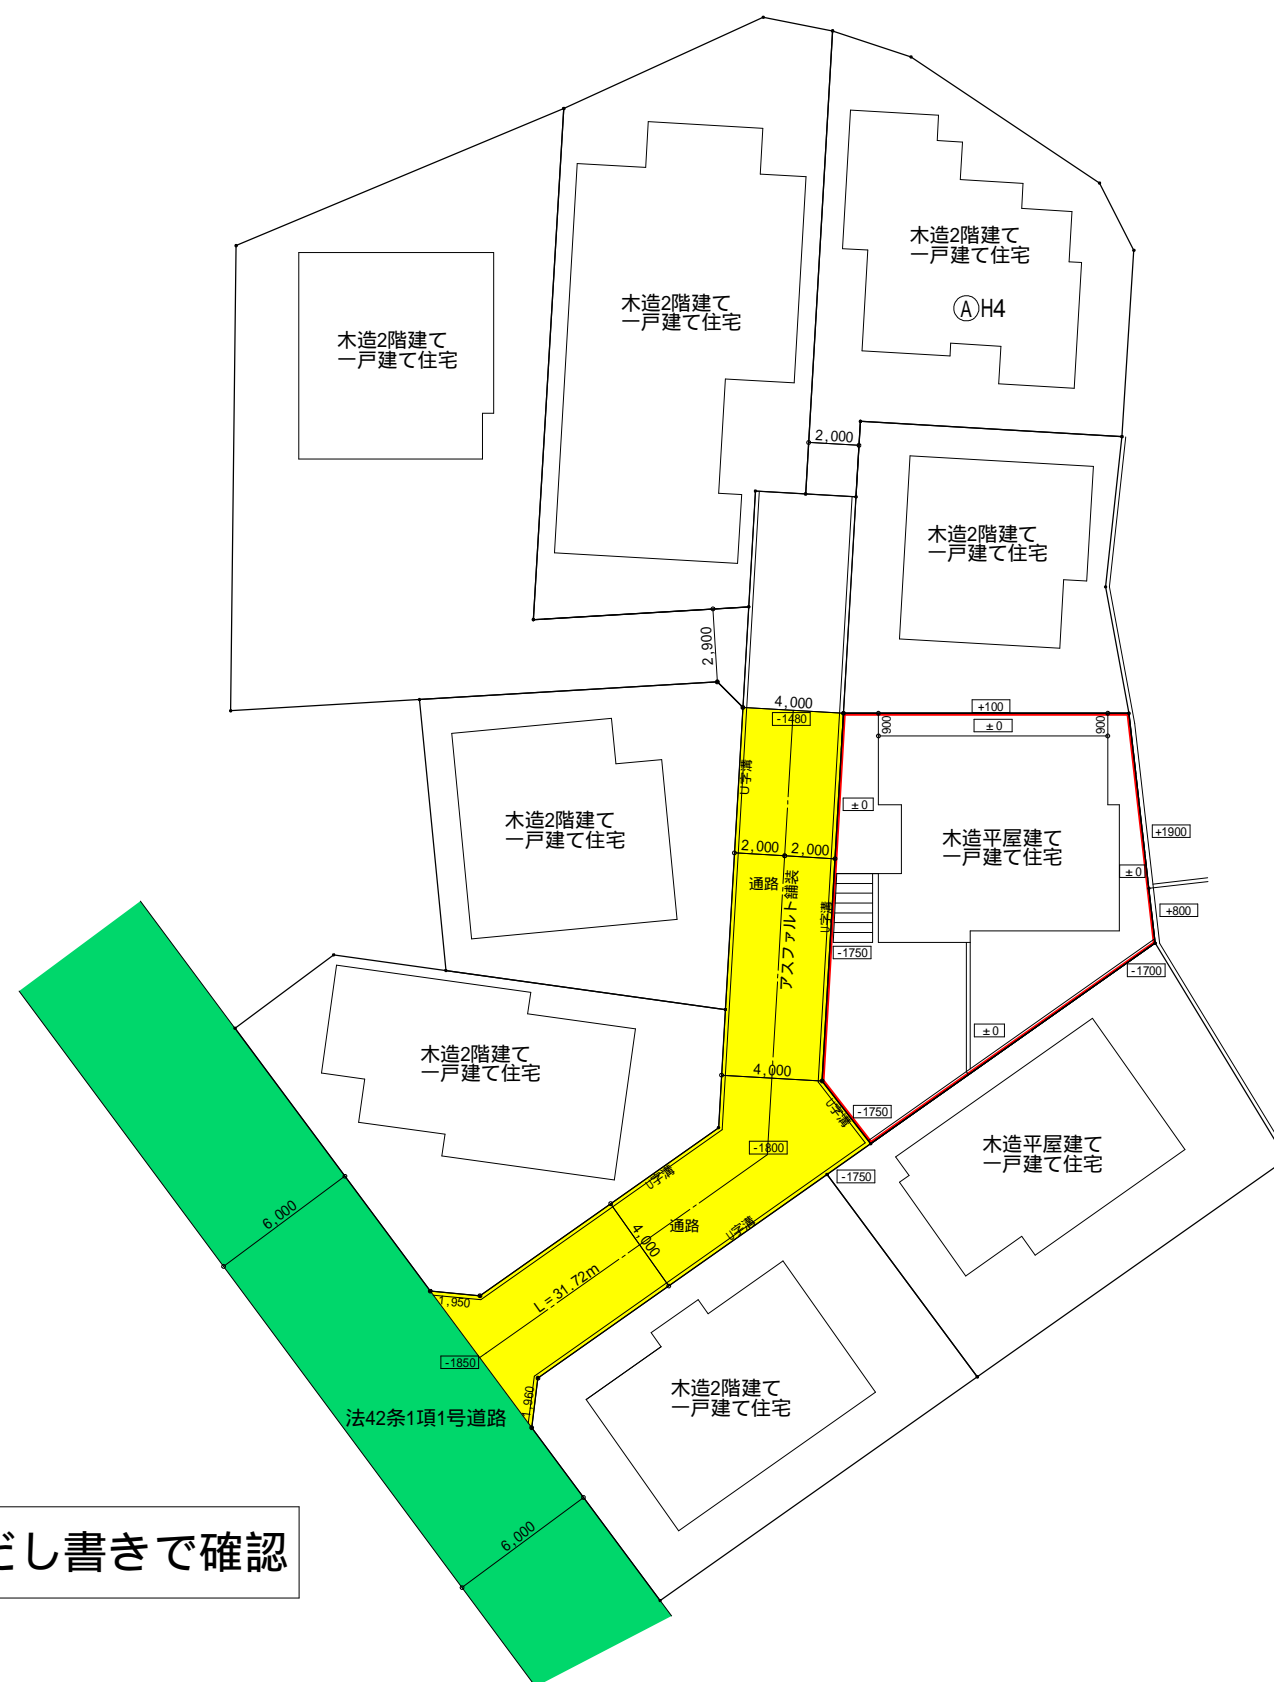 木造2階建て
一戸建て住宅
ⒶH4
木造2階建て
一戸建て住宅
木造2階建て
一戸建て住宅
2,000
木造2階建て
一戸建て住宅
2,900
4,000
-1480
+100
±0
900
900
U字溝
±0
木造2階建て
一戸建て住宅
木造平屋建て
一戸建て住宅
+1900
2,000
2,000
通路
アスファルト舗装
±0
U字溝
+800
-1750
-1700
±0
木造2階建て
一戸建て住宅
4,000
U字溝
-1750
-1800
木造平屋建て
一戸建て住宅
U字溝
-1750
6,000
4,000
通路
U字溝
L=31.72m
1,950
-1850
1,960
木造2階建て
一戸建て住宅
法42条1項1号道路
6,000
だし書きで確認